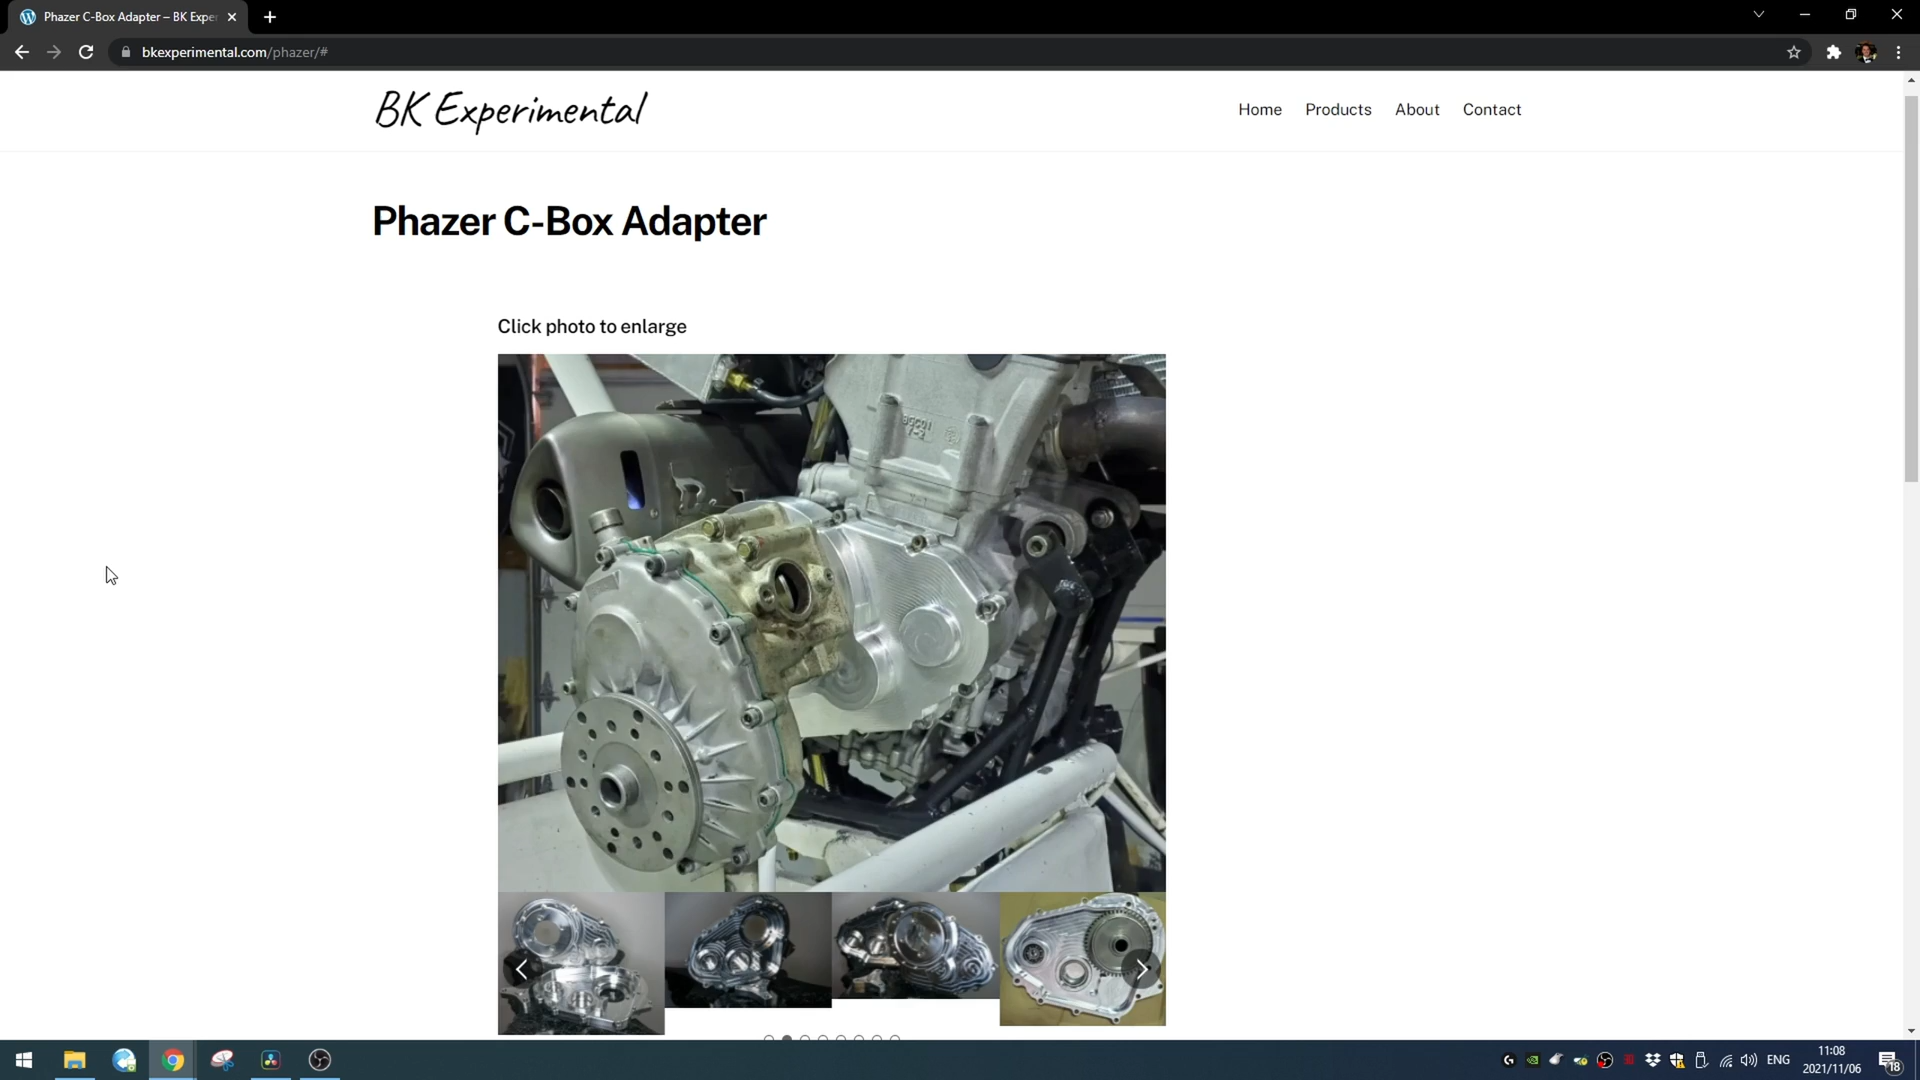 Phazer C-Box Adapter – BK Exper
bkexperimental.com/phazer/#
BK Experimental
Home
Products
About
Contact
Phazer C-Box Adapter
Click photo to enlarge
ENG
11:08
2021/11/06
18